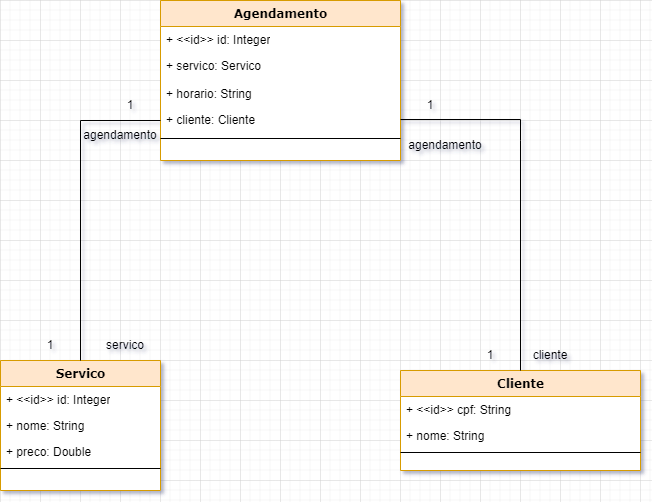 Agendamento
+ <<id>> id: Integer
+ servico: Servico
+ horario: String
+ cliente: Cliente
1
agendamento
1
agendamento
1
servico
Servico
+ <<id>> id: Integer
+ nome: String
+ preco: Double
1
cliente
Cliente
+ <<id>> cpf: String
+ nome: String